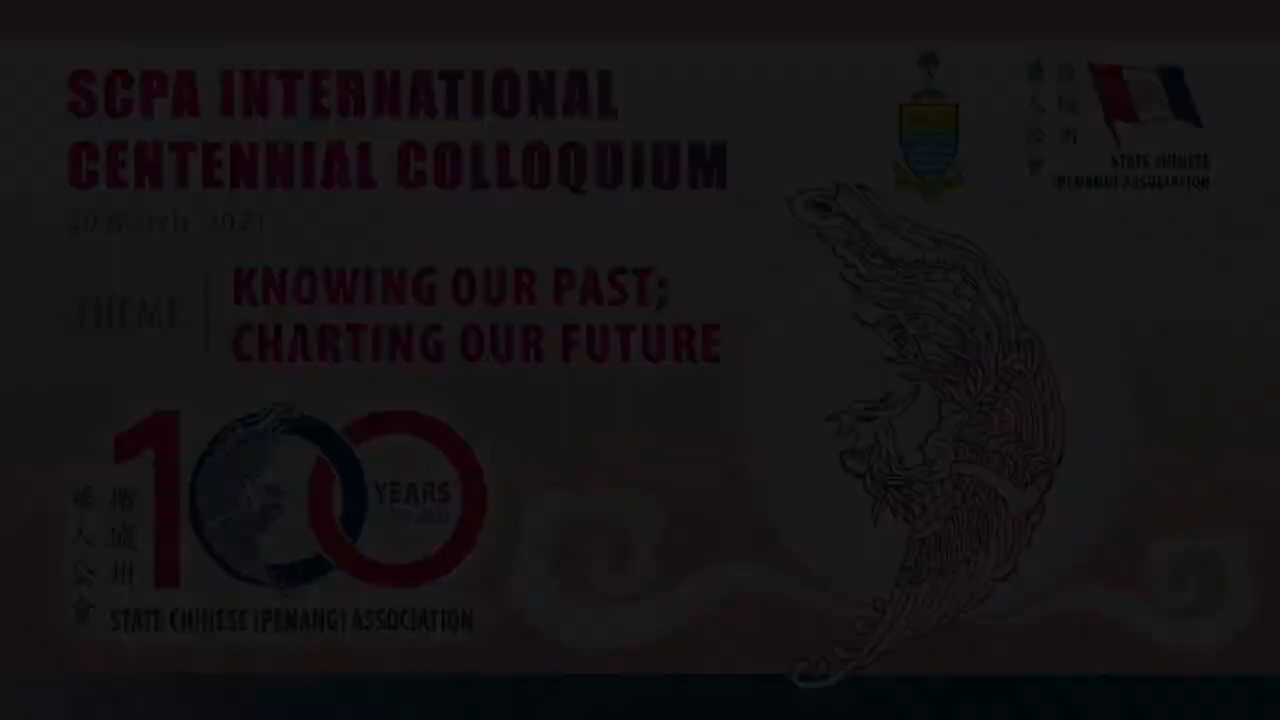 SCPA INTERNATIONAL
CENTENNIAL COLLOQUIUM
THEME
KNOWING OUR PAST;
CHARTING OUR FUTURE
STATE CHINESE
(PENANG) ASSOCIATION
100
YEARS
STATE CHINESE (PENANG) ASSOCIATION